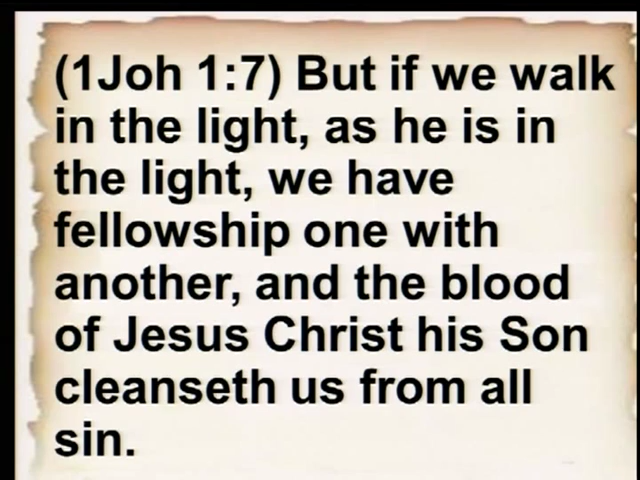 (1Joh 1:7) But if we walk
in the light, as he is in
the light, we have
fellowship one with
another, and the blood
of Jesus Christ his Son
cleanseth us from all
sin.